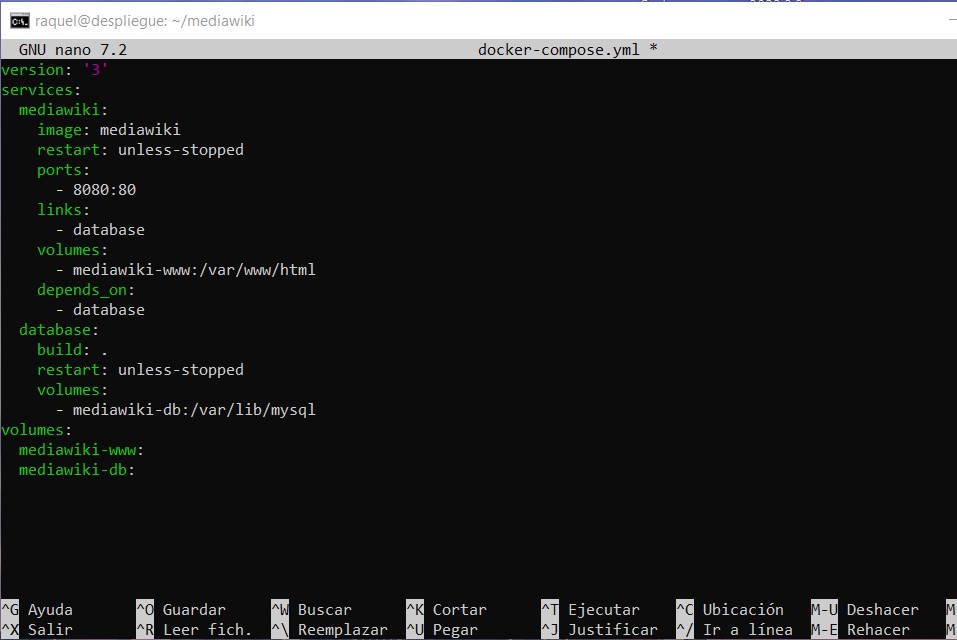 raquel@despliegue: ~/mediawiki
GNU nano 7.2 docker-compose.yml *
version: '3'
services:
  mediawiki:
    image: mediawiki
    restart: unless-stopped
    ports:
      - 8080:80
    links:
      - database
    volumes:
      - mediawiki-www:/var/www/html
    depends_on:
      - database
  database:
    build: .
    restart: unless-stopped
    volumes:
      - mediawiki-db:/var/lib/mysql
volumes:
  mediawiki-www:
  mediawiki-db:
^G Ayuda ^O Guardar ^W Buscar ^K Cortar ^T Ejecutar ^C Ubicación M-U Deshacer M
^X Salir ^R Leer fich. ^\ Reemplazar ^U Pegar ^J Justificar ^/ Ir a línea M-E Rehacer M